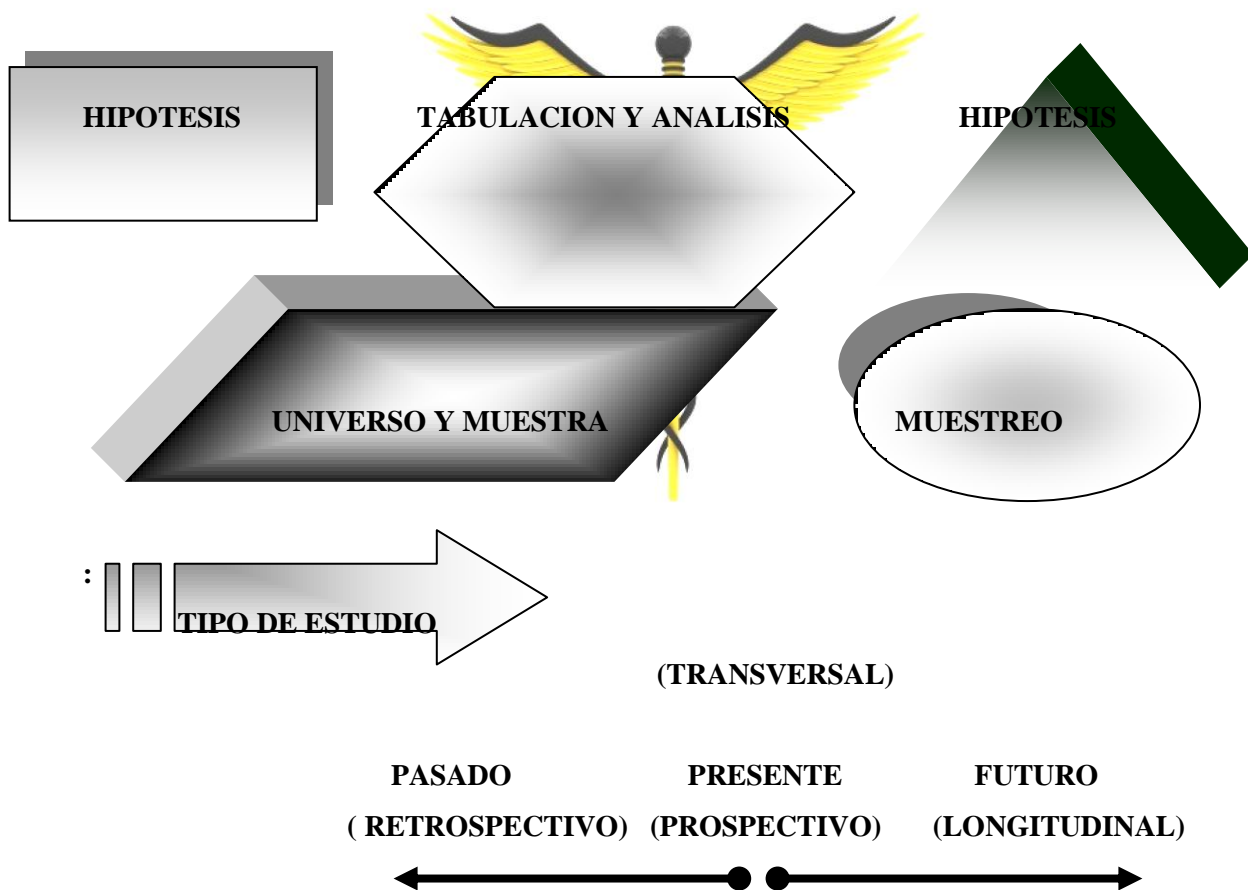 HIPOTESIS
TABULACION Y ANALISIS
HIPOTESIS
UNIVERSO Y MUESTRA
MUESTREO
:
TIPO DE ESTUDIO
(TRANSVERSAL)
PASADO PRESENTE FUTURO
( RETROSPECTIVO) (PROSPECTIVO) (LONGITUDINAL)